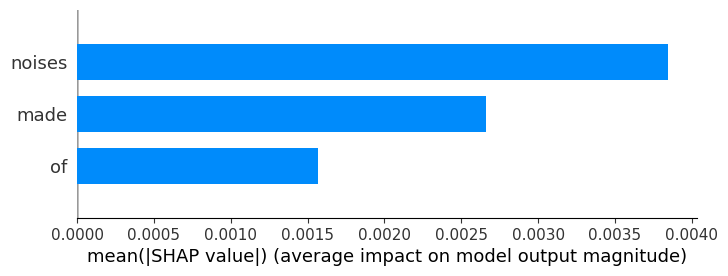 noises
made
of
0.0000 0.0005 0.0010 0.0015 0.0020 0.0025 0.0030 0.0035 0.0040
mean(|SHAP value|) (average impact on model output magnitude)